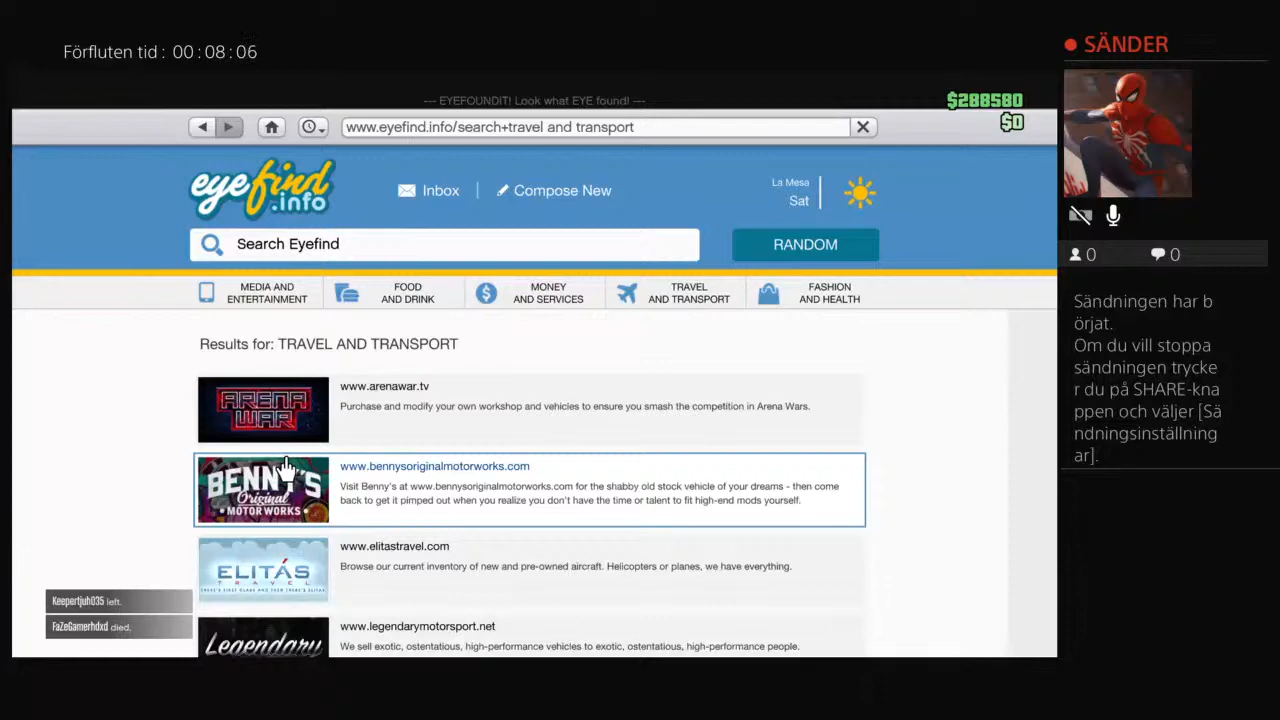 Förfluten tid : 00:08:06
SÄNDER
--- EYEFOUNDIT! Look what EYE found! ---
$288580
$0
www.eyefind.info/search+travel and transport
eyefind
.info
Inbox
Compose New
La Mesa
Sat
Search Eyefind
RANDOM
MEDIA AND
ENTERTAINMENT
FOOD
AND DRINK
MONEY
AND SERVICES
TRAVEL
AND TRANSPORT
FASHION
AND HEALTH
Results for: TRAVEL AND TRANSPORT
ARENA
WAR
www.arenawar.tv
Purchase and modify your own workshop and vehicles to ensure you smash the competition in Arena Wars.
BENNY'S
Original
MOTOR WORKS
www.bennysoriginalmotorworks.com
Visit Benny's at www.bennysoriginalmotorworks.com for the shabby old stock vehicle of your dreams - then come
back to get it pimped out when you realize you don't have the time or talent to fit high-end mods yourself.
ELITÁS
TRAVEL
THERE'S FIRST CLASS AND THEN THERE'S ELITAS
www.elitastravel.com
Browse our current inventory of new and pre-owned aircraft. Helicopters or planes, we have everything.
Legendary
www.legendarymotorsport.net
We sell exotic, ostentatious, high-performance vehicles to exotic, ostentatious, high-performance people.
Keepertjuh035 left.
FaZeGamerhdxd died.
0
0
Sändningen har b
örjat.
Om du vill stoppa
sändningen trycke
r du på SHARE-kna
ppen och väljer [Sä
ndningsinställning
ar].